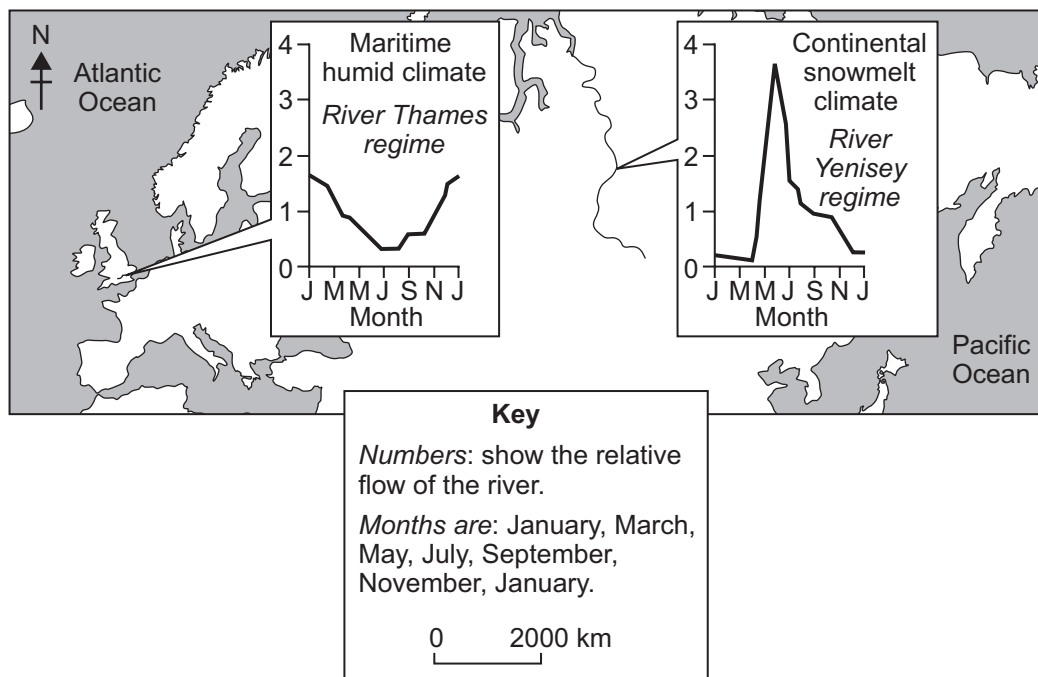 N
Atlantic
Ocean
4
3
2
1
0
Maritime
humid climate
River Thames
regime
J M M J S N J
Month
4
3
2
1
0
Continental
snowmelt
climate
River
Yenisey
regime
J M M J S N J
Month
Pacific
Ocean
Key
Numbers: show the relative
flow of the river.
Months are: January, March,
May, July, September,
November, January.
0 2000 km